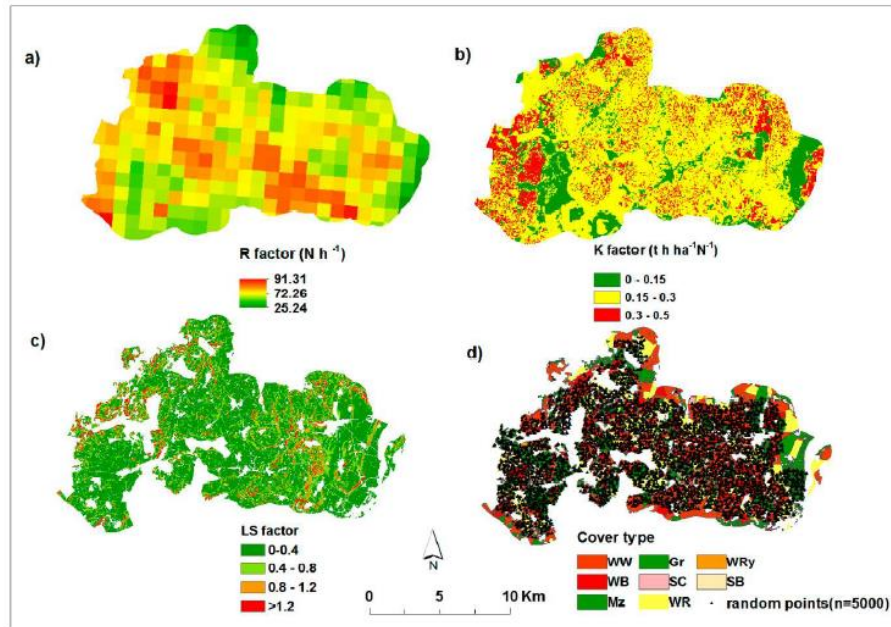 a)
b)
R factor (N h⁻¹)
91.31
72.26
25.24
K factor (t h ha⁻¹N⁻¹)
0 - 0.15
0.15 - 0.3
0.3 - 0.5
c)
d)
LS factor
0-0.4
0.4 - 0.8
0.8 - 1.2
>1.2
N
0 5 10 Km
Cover type
WW Gr WRy
WB SC SB
Mz WR random points(n=5000)